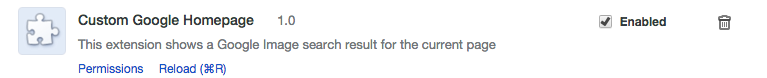 Custom Google Homepage 1.0 Enabled
This extension shows a Google Image search result for the current page
Permissions Reload (⌘R)